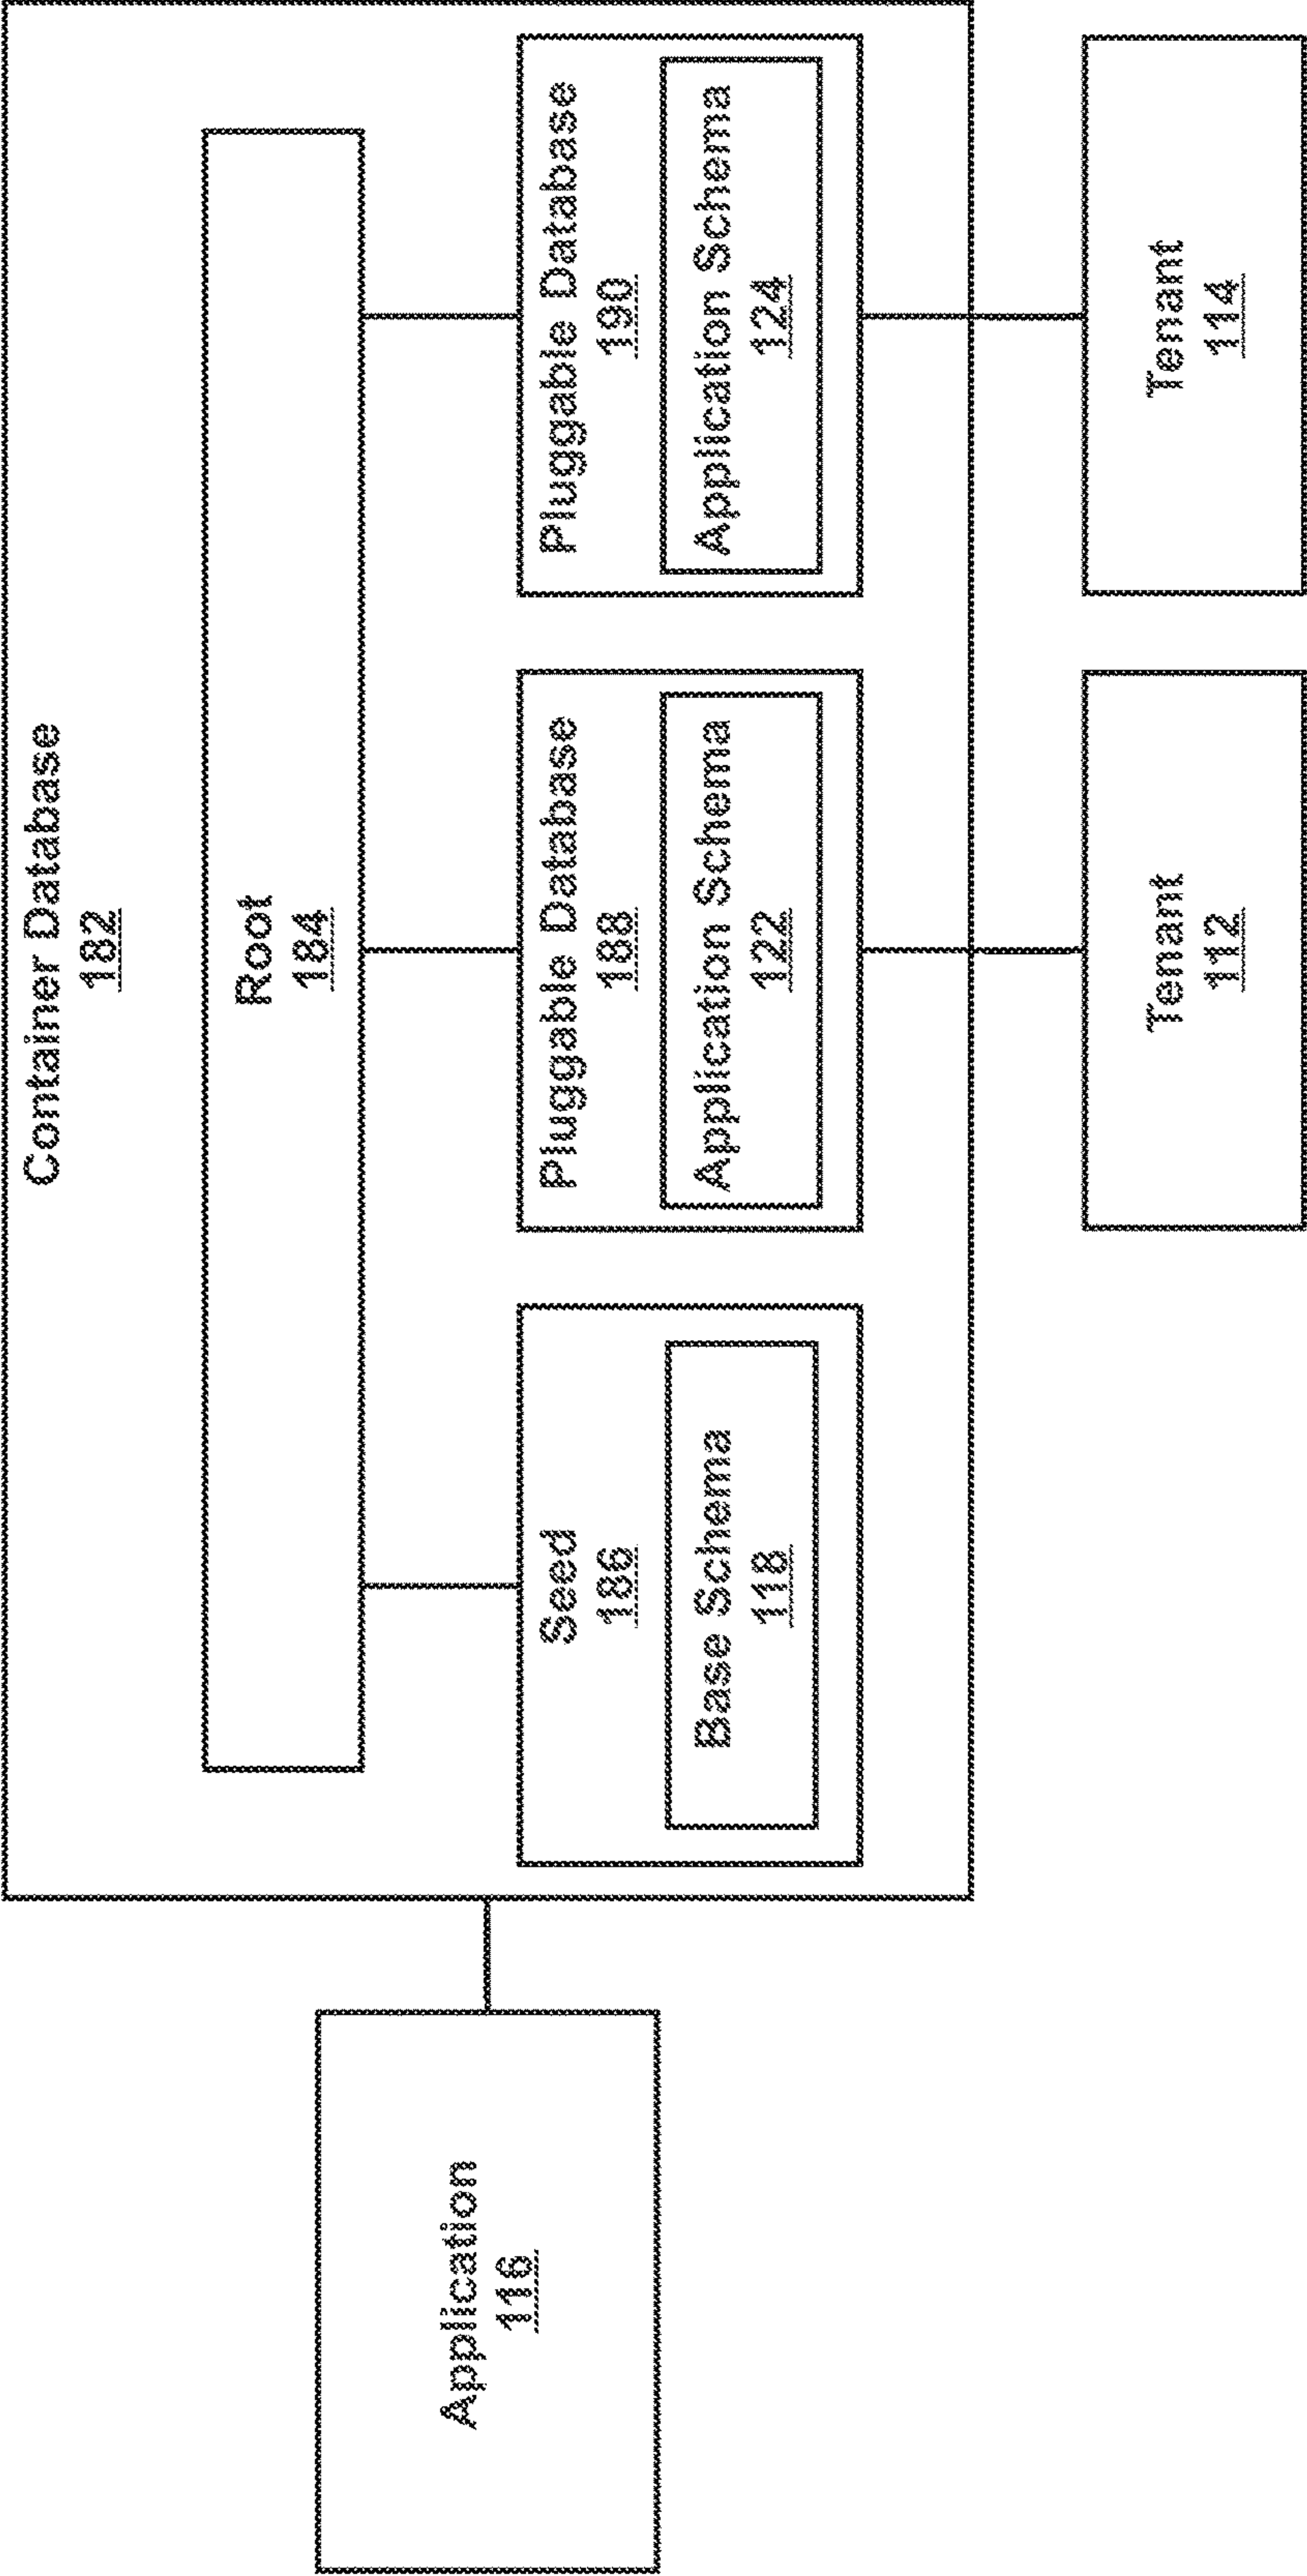 Container Database
182
Root
184
Application
116
Seed
186
Base Schema
118
Pluggable Database
188
Application Schema
122
Pluggable Database
190
Application Schema
124
Tenant
112
Tenant
114